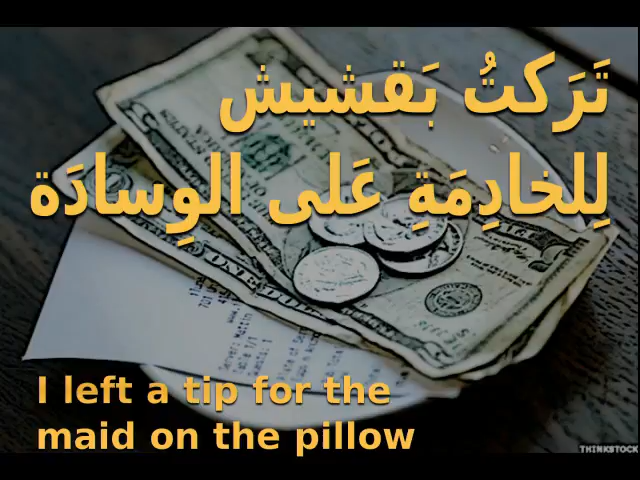 تَرَكتُ بَقشيش
لِلخادِمَةِ عَلى الوِسادَة
I left a tip for the
maid on the pillow
THINKSTOCK